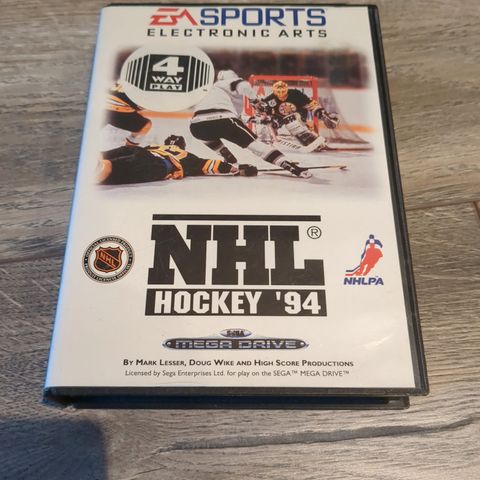 EA SPORTS
ELECTRONIC ARTS
4
WAY
PLAY
NHL®
HOCKEY '94
NHL
NHLPA
SEGA
MEGA DRIVE
BY MARK LESSER, DOUG WIKE AND HIGH SCORE PRODUCTIONS
Licensed by Sega Enterprises Ltd. for play on the SEGA™ MEGA DRIVE™